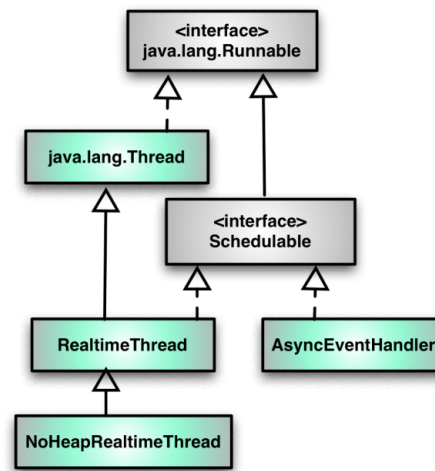 <interface>
java.lang.Runnable
java.lang.Thread
<interface>
Schedulable
RealtimeThread
AsyncEventHandler
NoHeapRealtimeThread